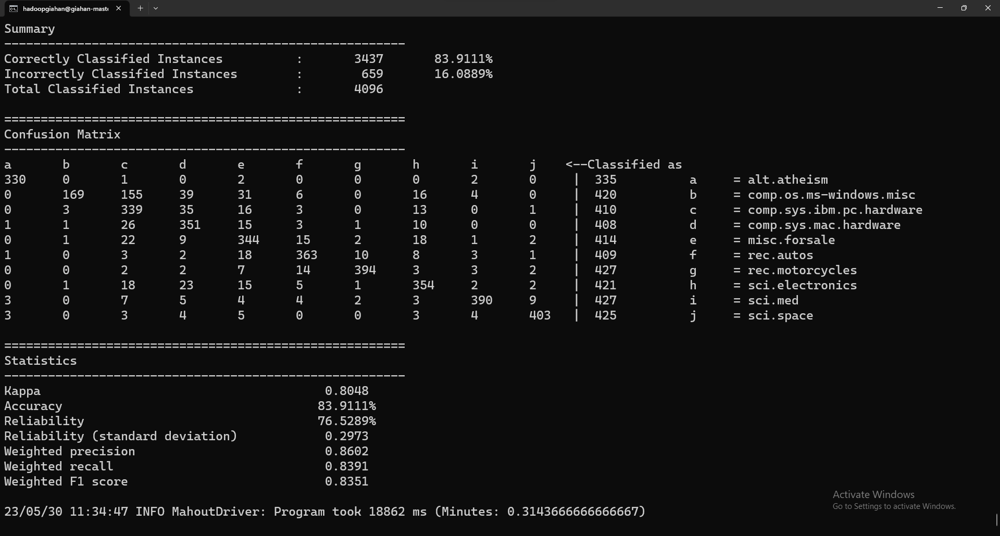 hadoopgiahan@giahan-mast
Summary
-------------------------------------------------------
Correctly Classified Instances          :       3437       83.9111%
Incorrectly Classified Instances        :        659       16.0889%
Total Classified Instances              :       4096
=======================================================
Confusion Matrix
-------------------------------------------------------
a       b       c       d       e       f       g       h       i       j    <--Classified as
330     0       1       0       2       0       0       0       2       0     |  335          a     = alt.atheism
0       169     155     39      31      6       0       16      4       0     |  420          b     = comp.os.ms-windows.misc
0       3       339     35      16      3       0       13      0       1     |  410          c     = comp.sys.ibm.pc.hardware
1       1       26      351     15      3       1       10      0       0     |  408          d     = comp.sys.mac.hardware
0       1       22      9       344     15      2       18      1       2     |  414          e     = misc.forsale
1       0       3       2       18      363     10      8       3       1     |  409          f     = rec.autos
0       0       2       2       7       14      394     3       3       2     |  427          g     = rec.motorcycles
0       1       18      23      15      5       1       354     2       2     |  421          h     = sci.electronics
3       0       7       5       4       4       2       3       390     9     |  427          i     = sci.med
3       0       3       4       5       0       0       3       4       403   |  425          j     = sci.space
=======================================================
Statistics
-------------------------------------------------------
Kappa                                       0.8048
Accuracy                                   83.9111%
Reliability                                76.5289%
Reliability (standard deviation)            0.2973
Weighted precision                          0.8602
Weighted recall                             0.8391
Weighted F1 score                           0.8351
23/05/30 11:34:47 INFO MahoutDriver: Program took 18862 ms (Minutes: 0.3143666666666667)
Activate Windows
Go to Settings to activate Windows.